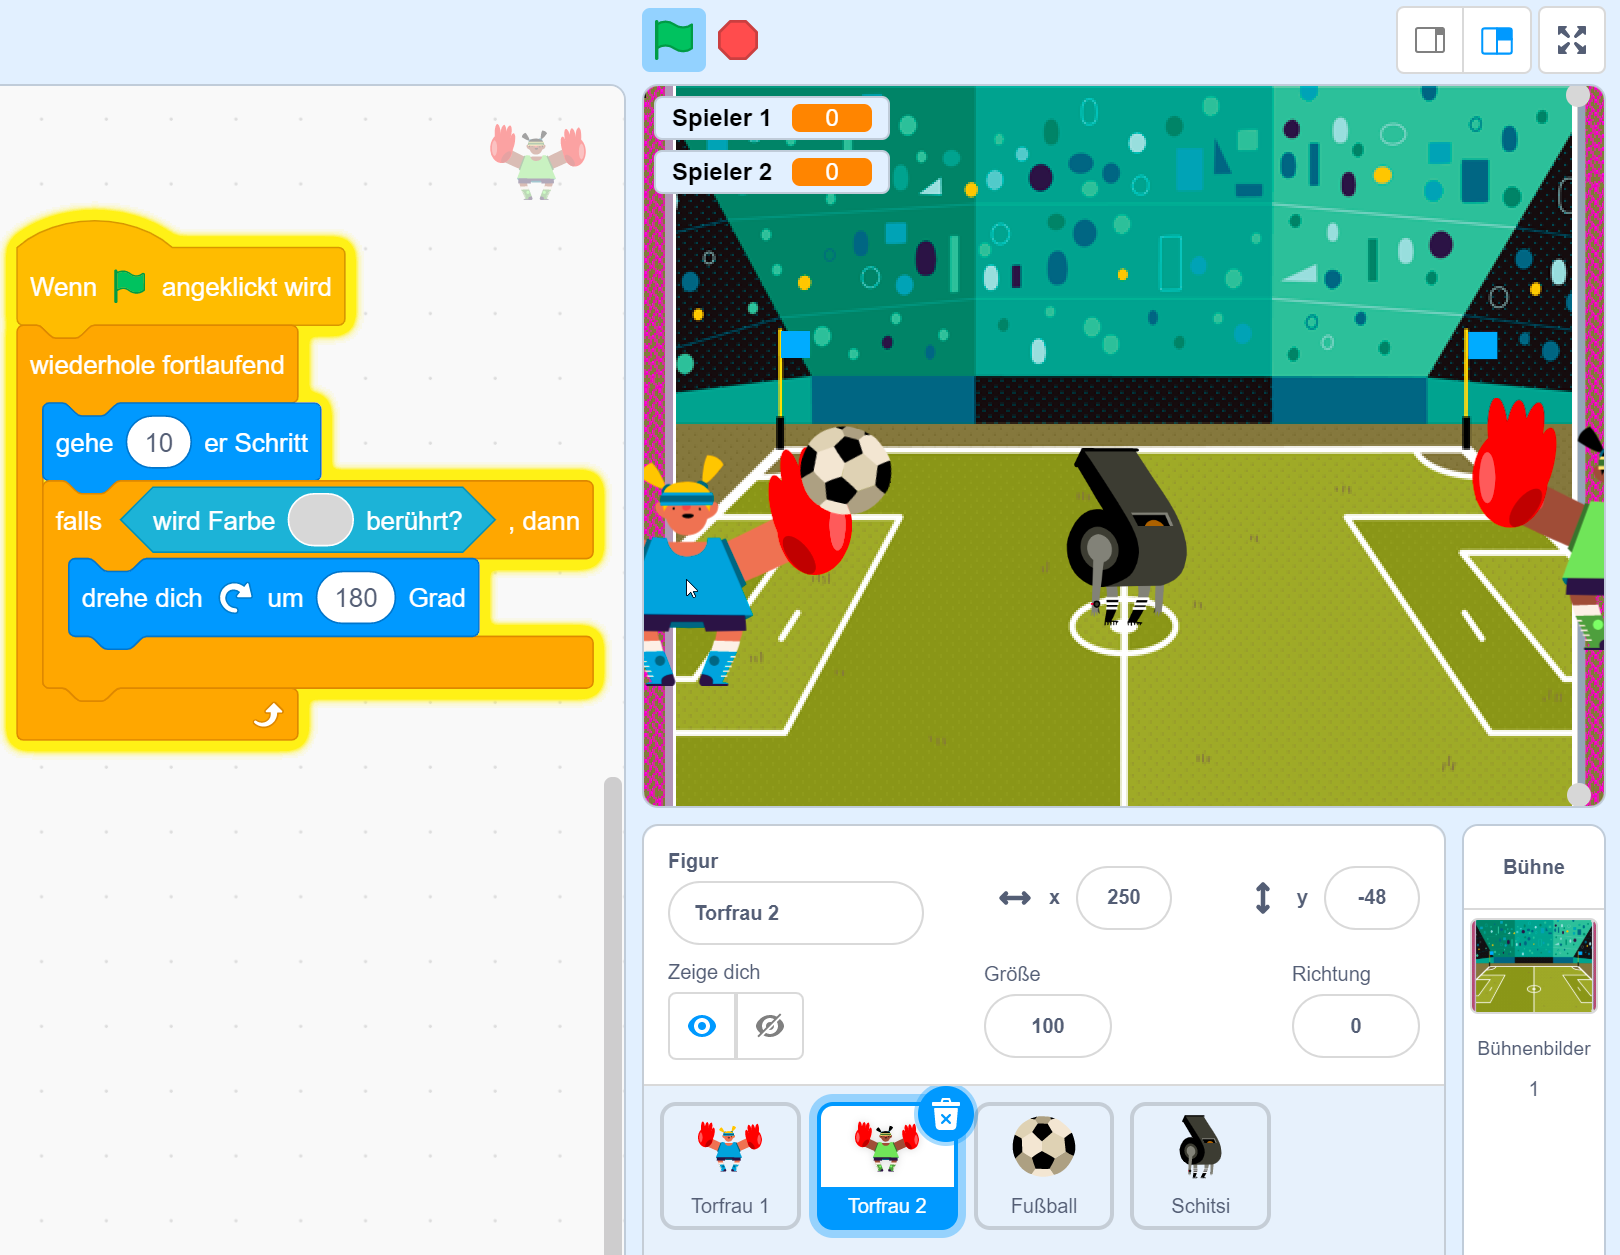 Spieler 1 0
Spieler 2 0
Wenn angeklickt wird
wiederhole fortlaufend
gehe 10 er Schritt
falls wird Farbe berührt? , dann
drehe dich um 180 Grad
Figur
Torfrau 2
x 250
y -48
Zeige dich
Größe
100
Richtung
0
Torfrau 1
Torfrau 2
Fußball
Schitsi
Bühne
Bühnenbilder
1